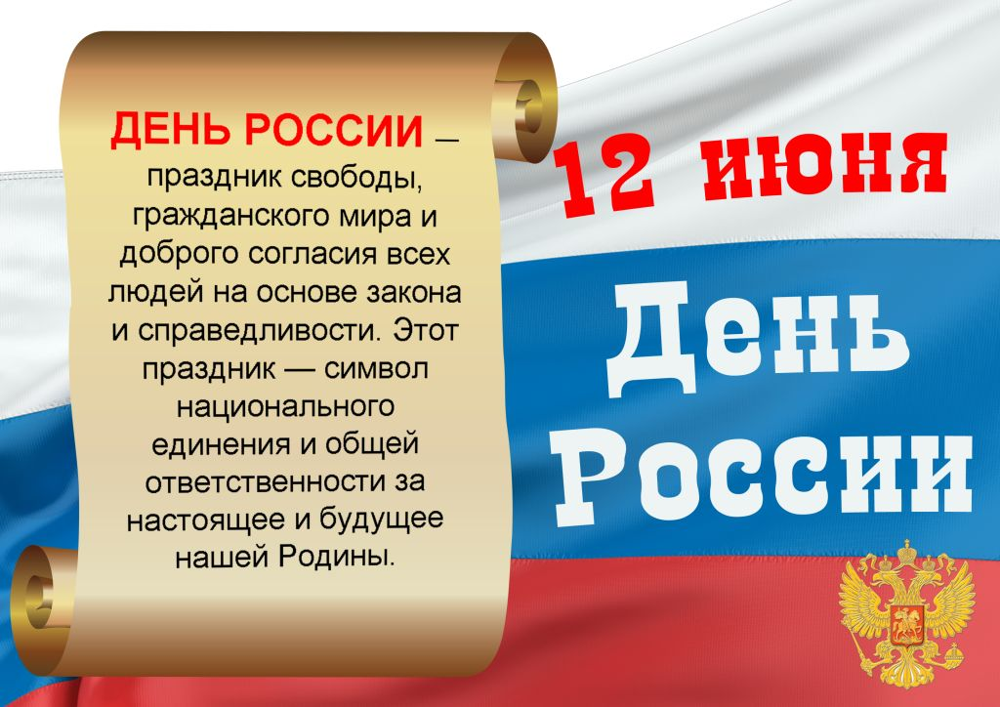 ДЕНЬ РОССИИ —
праздник свободы,
гражданского мира и
доброго согласия всех
людей на основе закона
и справедливости. Этот
праздник — символ
национального
единения и общей
ответственности за
настоящее и будущее
нашей Родины.
12 июня
День
России